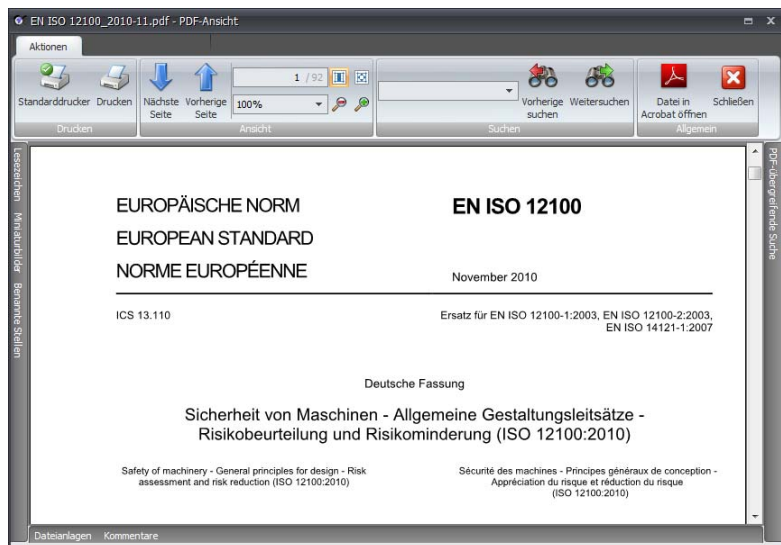 EN ISO 12100_2010-11.pdf - PDF-Ansicht
Aktionen
Standarddrucker Drucken
Drucken
Nächste Seite
Vorherige Seite
1 / 92
100%
Ansicht
Vorherige suchen
Weitersuchen
Suchen
Datei in Acrobat öffnen
Schließen
Allgemein
Lesezeichen
Miniaturbilder
Benannte Stellen
PDF-übergreifende Suche
EUROPÄISCHE NORM
EN ISO 12100
EUROPEAN STANDARD
NORME EUROPÉENNE
November 2010
ICS 13.110
Ersatz für EN ISO 12100-1:2003, EN ISO 12100-2:2003,
EN ISO 14121-1:2007
Deutsche Fassung
Sicherheit von Maschinen - Allgemeine Gestaltungsleitsätze -
Risikobeurteilung und Risikominderung (ISO 12100:2010)
Safety of machinery - General principles for design - Risk
assessment and risk reduction (ISO 12100:2010)
Sécurité des machines - Principes généraux de conception -
Appréciation du risque et réduction du risque
(ISO 12100:2010)
Dateianlagen Kommentare